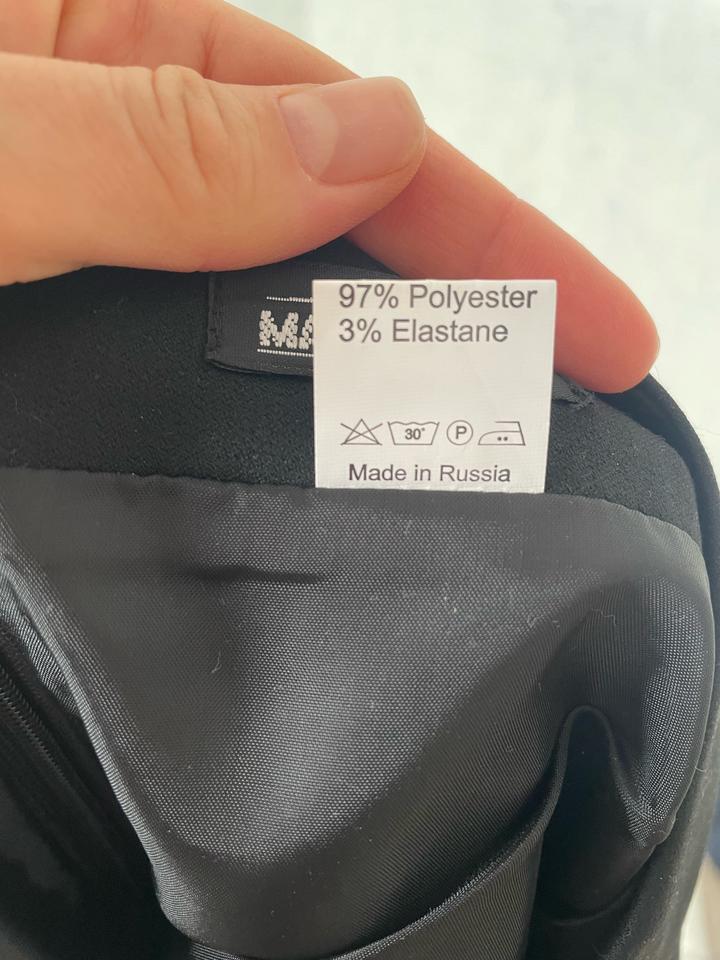 97% Polyester
3% Elastane
30°
P
Made in Russia